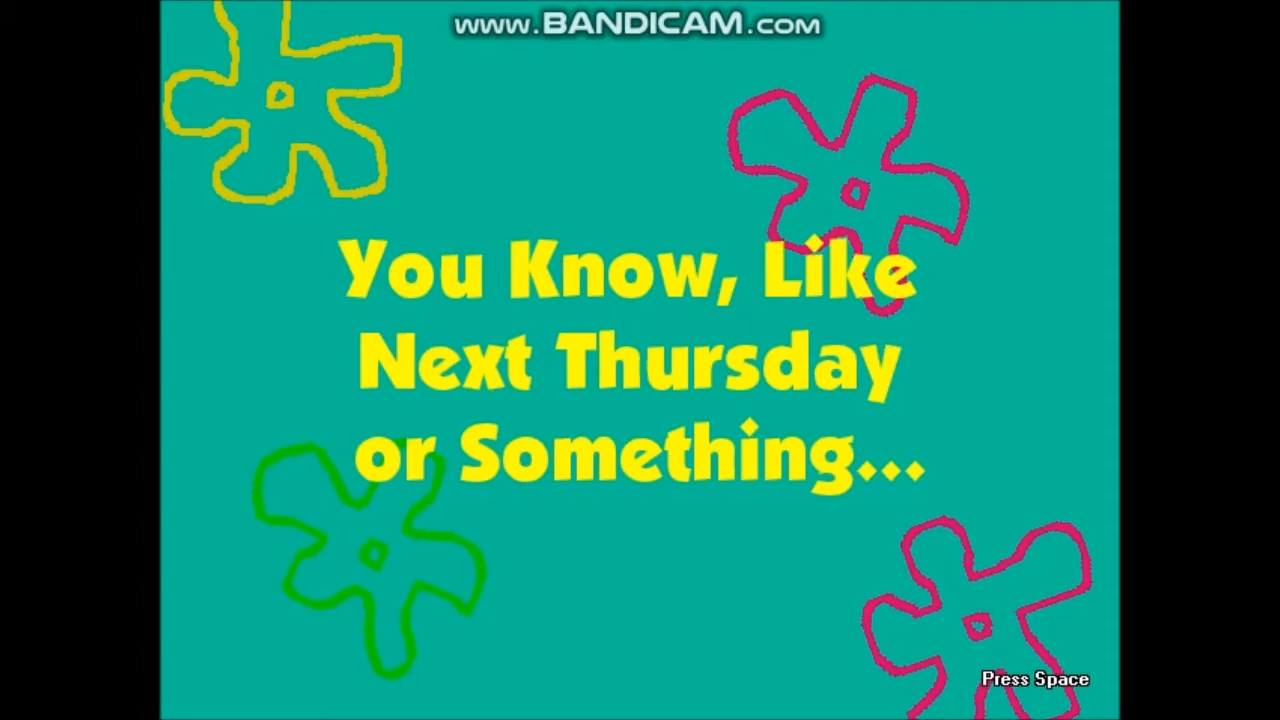 www.BANDICAM.com
You Know, Like
Next Thursday
or Something...
Press Space